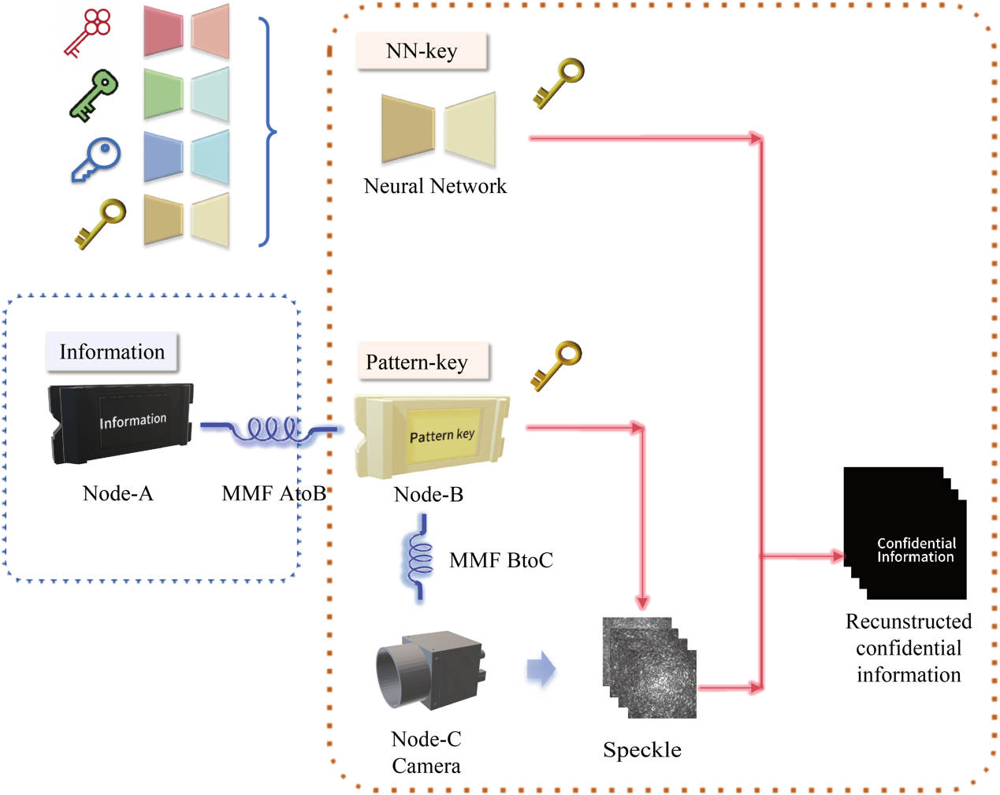 NN-key
Neural Network
Information
Information
Node-A
MMF AtoB
Pattern-key
Pattern key
Node-B
MMF BtoC
Node-C
Camera
Speckle
Confidential
Information
Recunstructed
confidential
information